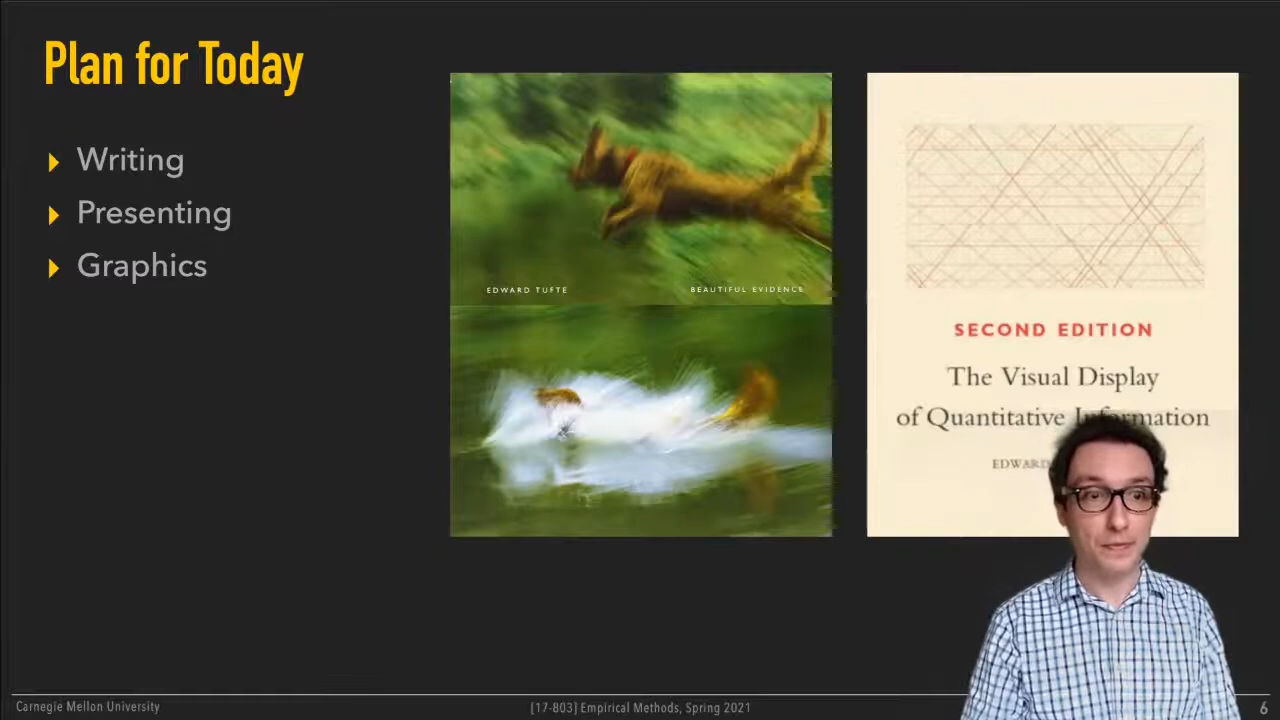 Plan for Today
Writing
Presenting
Graphics
EDWARD TUFTE
BEAUTIFUL EVIDENCE
SECOND EDITION
The Visual Display
of Quantitative Information
EDWARD
Carnegie Mellon University
[17-803] Empirical Methods, Spring 2021
6